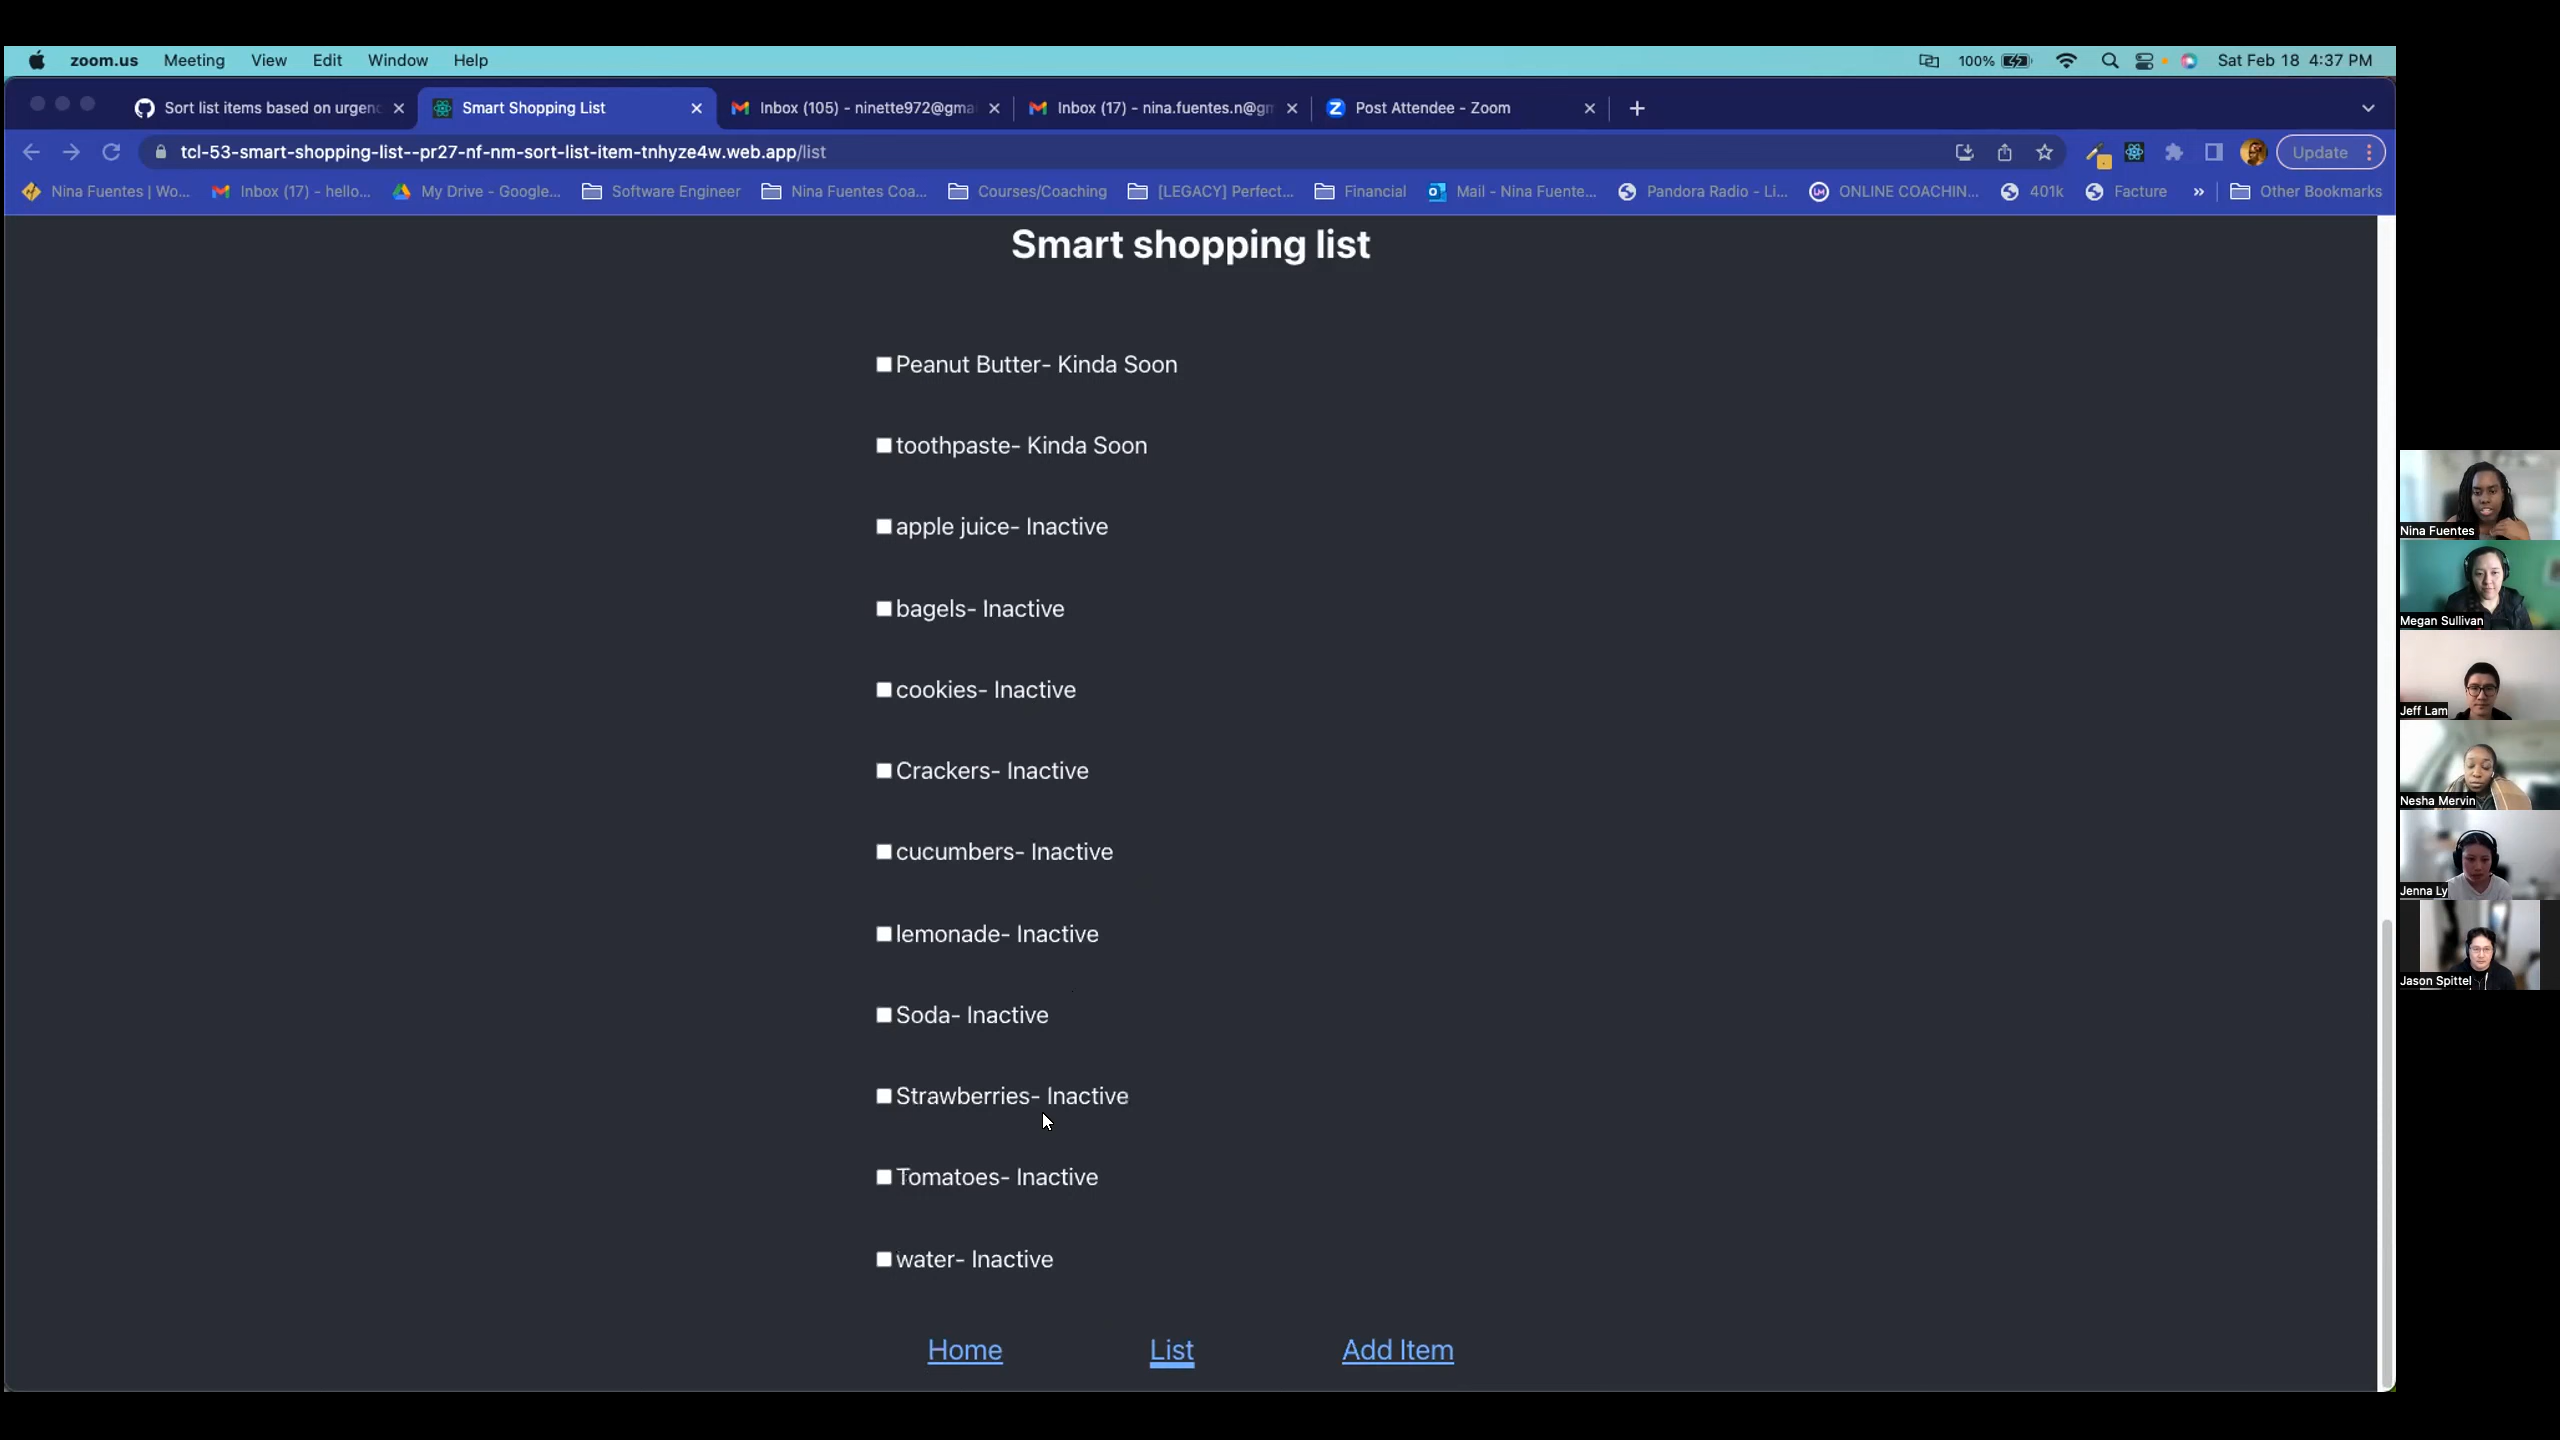 zoom.us Meeting View Edit Window Help 100% Sat Feb 18 4:37 PM
Sort list items based on urgen Smart Shopping List Inbox (105) - ninette972@gma Inbox (17) - nina.fuentes.n@gm Post Attendee - Zoom
tcl-53-smart-shopping-list--pr27-nf-nm-sort-list-item-tnhyze4w.web.app/list Update
Nina Fuentes | Wo... Inbox (17) - hello... My Drive - Google... Software Engineer Nina Fuentes Coa... Courses/Coaching [LEGACY] Perfect... Financial Mail - Nina Fuente... Pandora Radio - Li... ONLINE COACHIN... 401k Facture » Other Bookmarks
Smart shopping list
Peanut Butter- Kinda Soon
toothpaste- Kinda Soon
apple juice- Inactive
bagels- Inactive
cookies- Inactive
Crackers- Inactive
cucumbers- Inactive
lemonade- Inactive
Soda- Inactive
Strawberries- Inactive
Tomatoes- Inactive
water- Inactive
Home List Add Item
Nina Fuentes
Megan Sullivan
Jeff Lam
Nesha Mervin
Jenna Ly
Jason Spittel